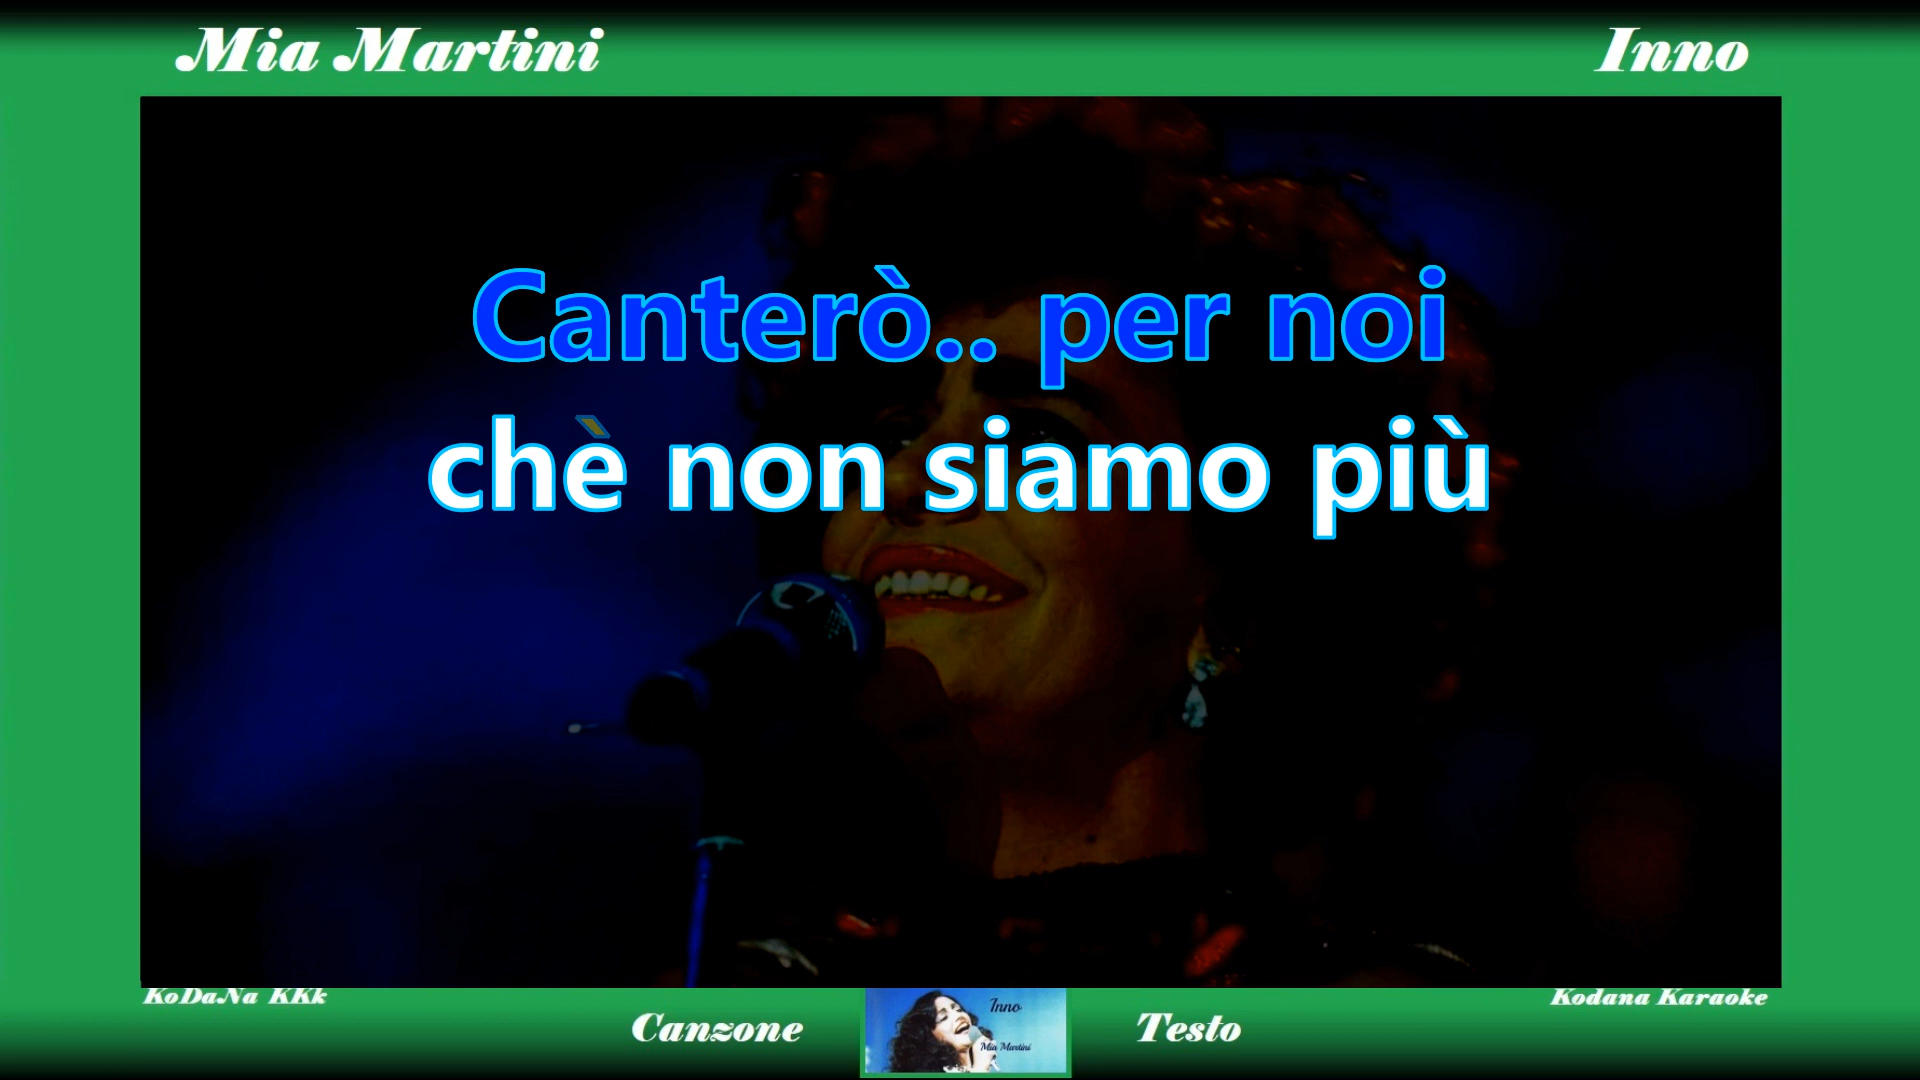 Mia Martini
Inno
Canterò.. per noi
chè non siamo più
KoDaNa KKk
Kodana Karaoke
Canzone
Inno
Mia Martini
Testo